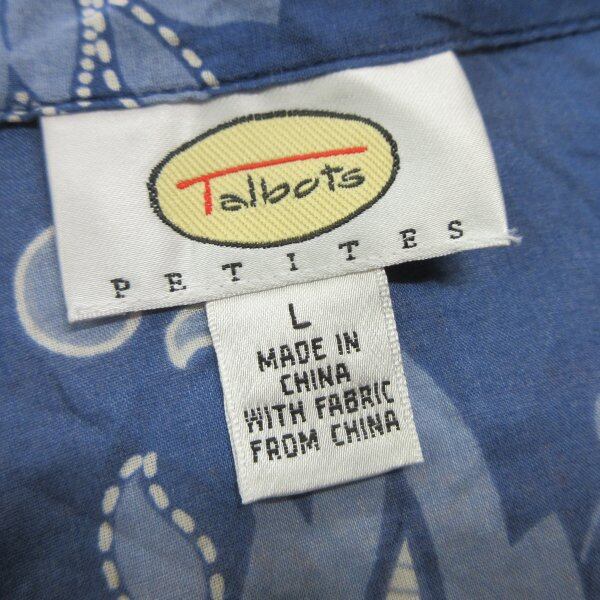 Talbots
PETITES
L
MADE IN
CHINA
WITH FABRIC
FROM CHINA